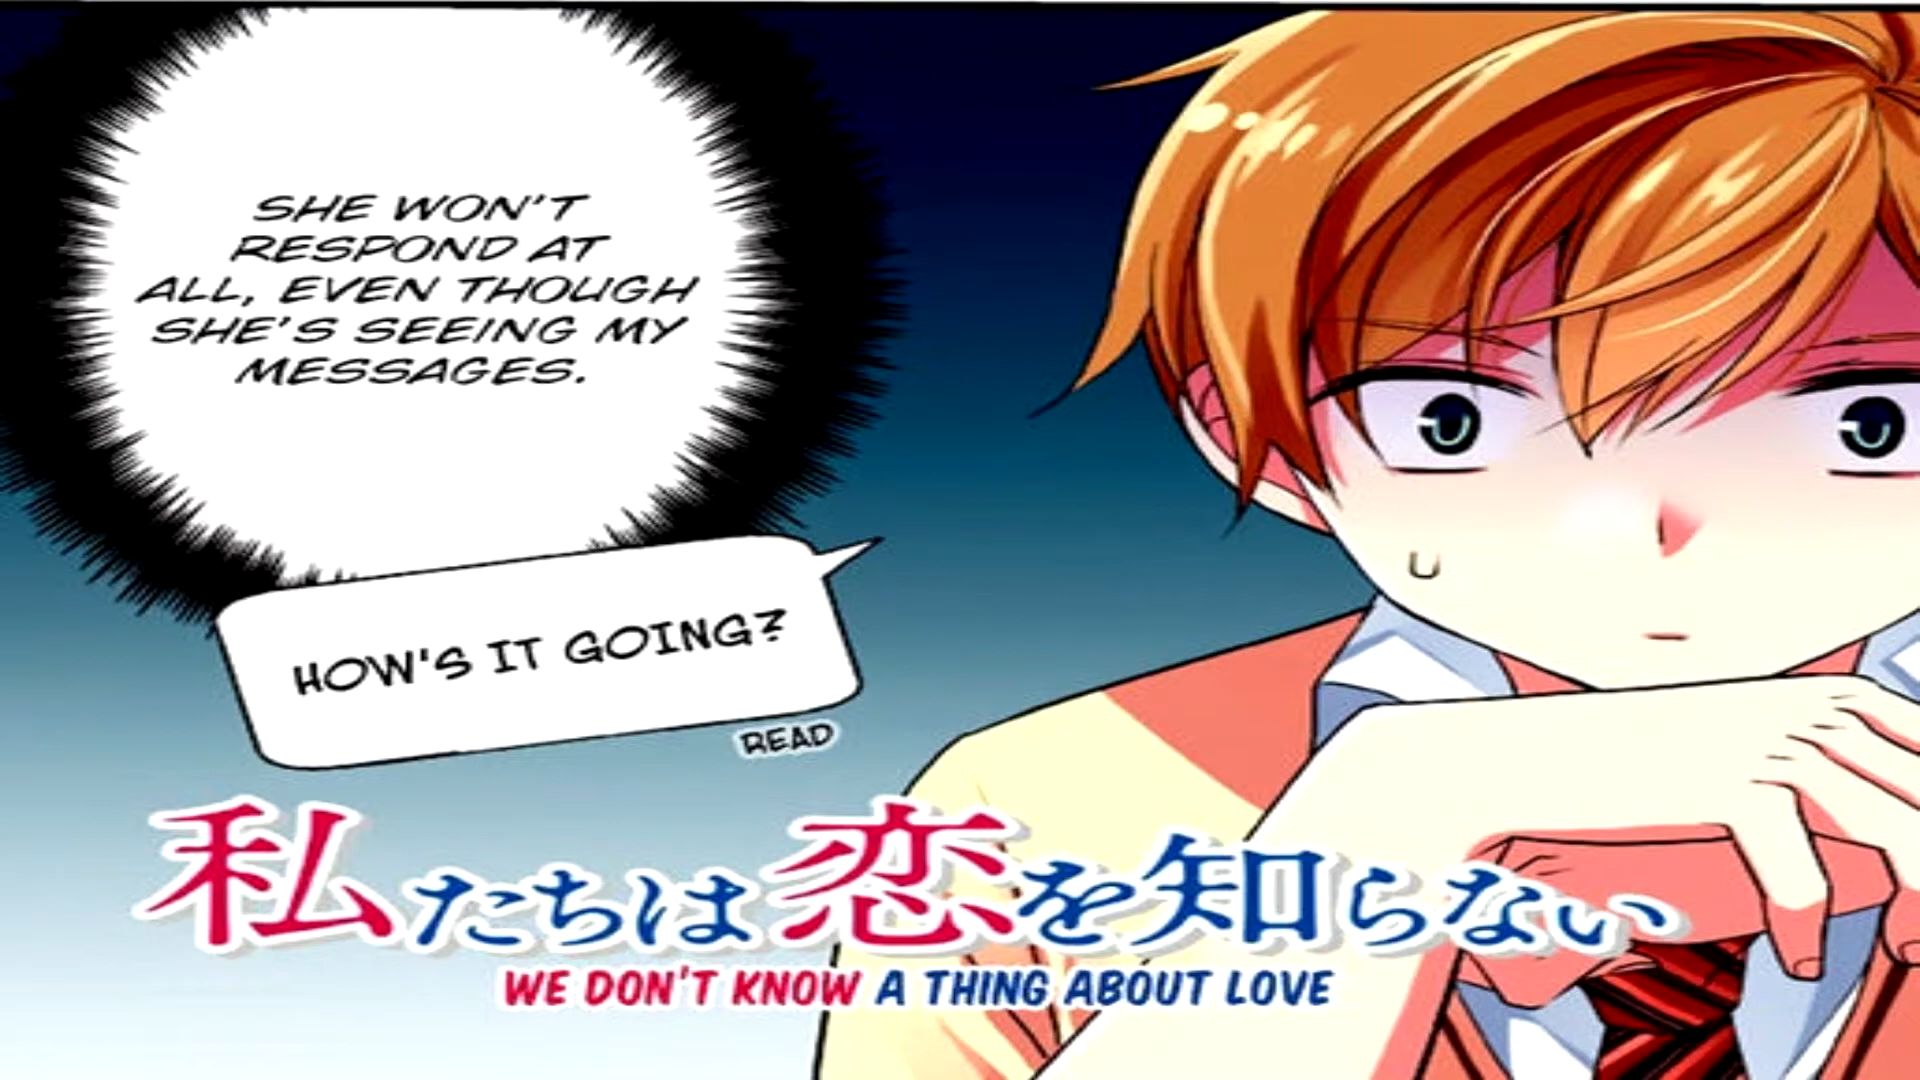 SHE WON'T
RESPOND AT
ALL, EVEN THOUGH
SHE'S SEEING MY
MESSAGES.
HOW'S IT GOING?
READ
私たちは恋を知らない
WE DON'T KNOW A THING ABOUT LOVE